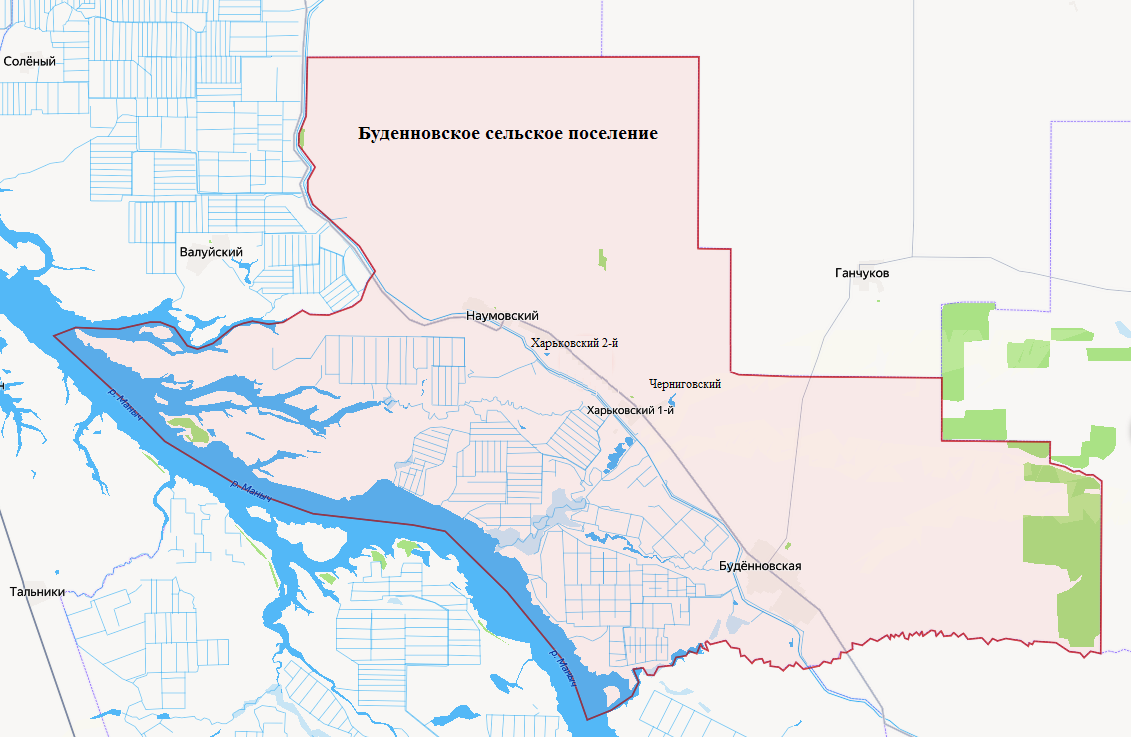 Солёный
Буденновское сельское поселение
Валуйский
Ганчуков
Наумовский
Харьковский 2-й
Черниговский
р. Маныч
Харьковский 1-й
р. Маныч
Будённовская
Тальники
р. Маныч